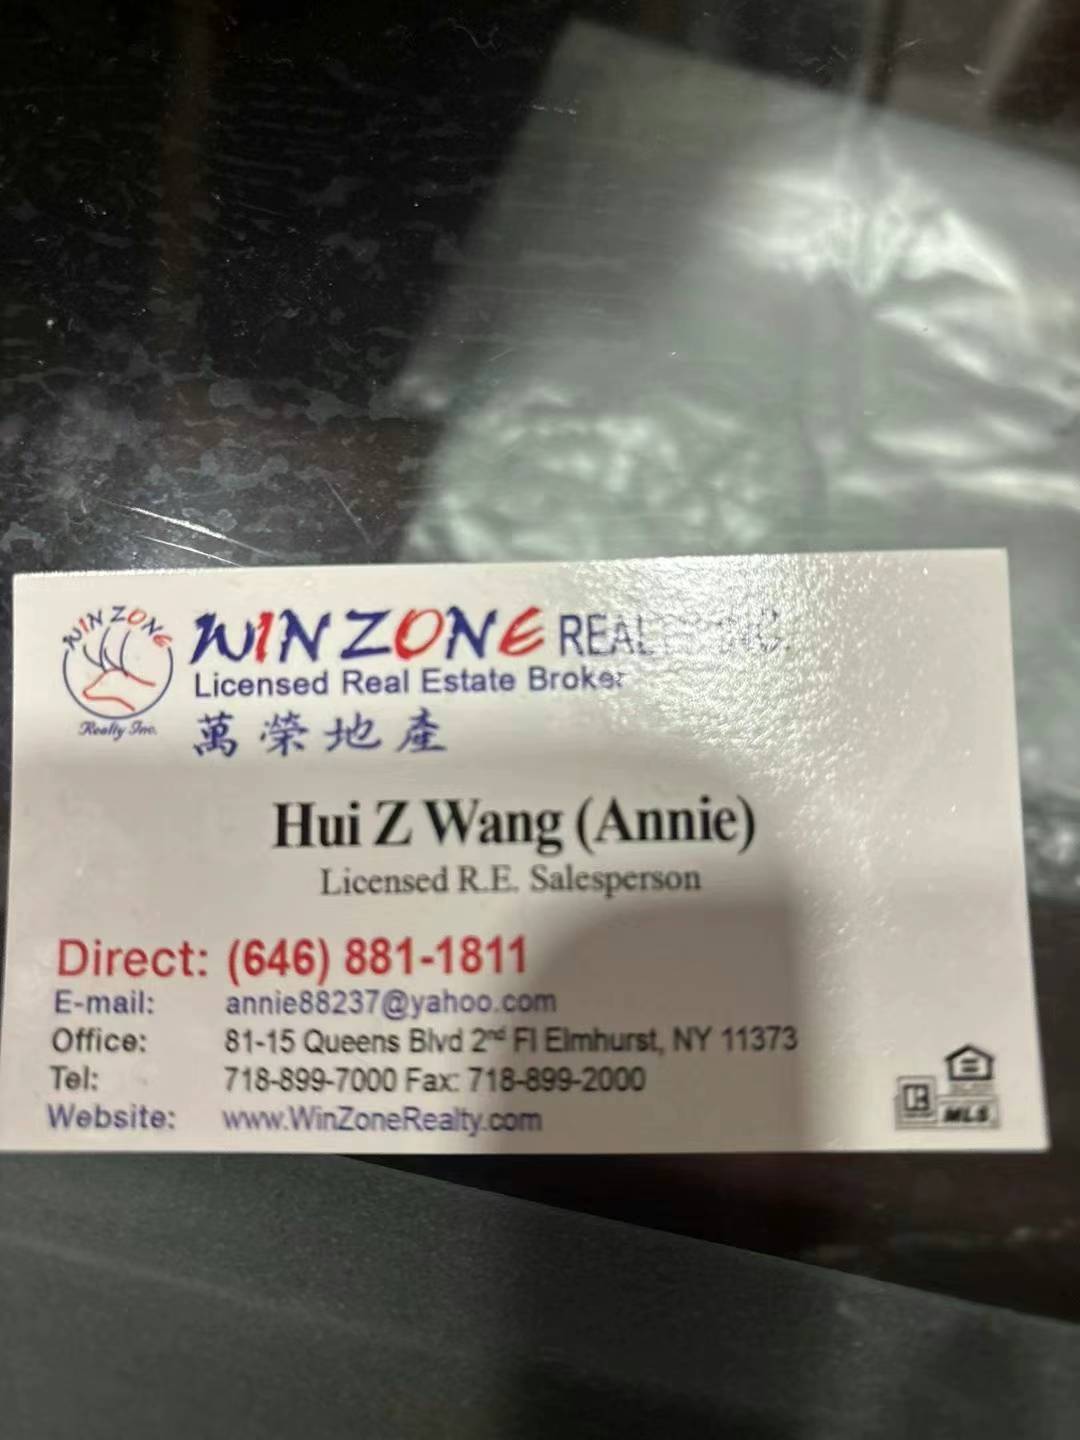 WIN ZONE
Realty Inc.
WIN ZONE REALTY INC.
Licensed Real Estate Broker
萬榮地產
Hui Z Wang (Annie)
Licensed R.E. Salesperson
Direct: (646) 881-1811
E-mail: annie88237@yahoo.com
Office: 81-15 Queens Blvd 2nd Fl Elmhurst, NY 11373
Tel: 718-899-7000 Fax: 718-899-2000
Website: www.WinZoneRealty.com
R
MLS